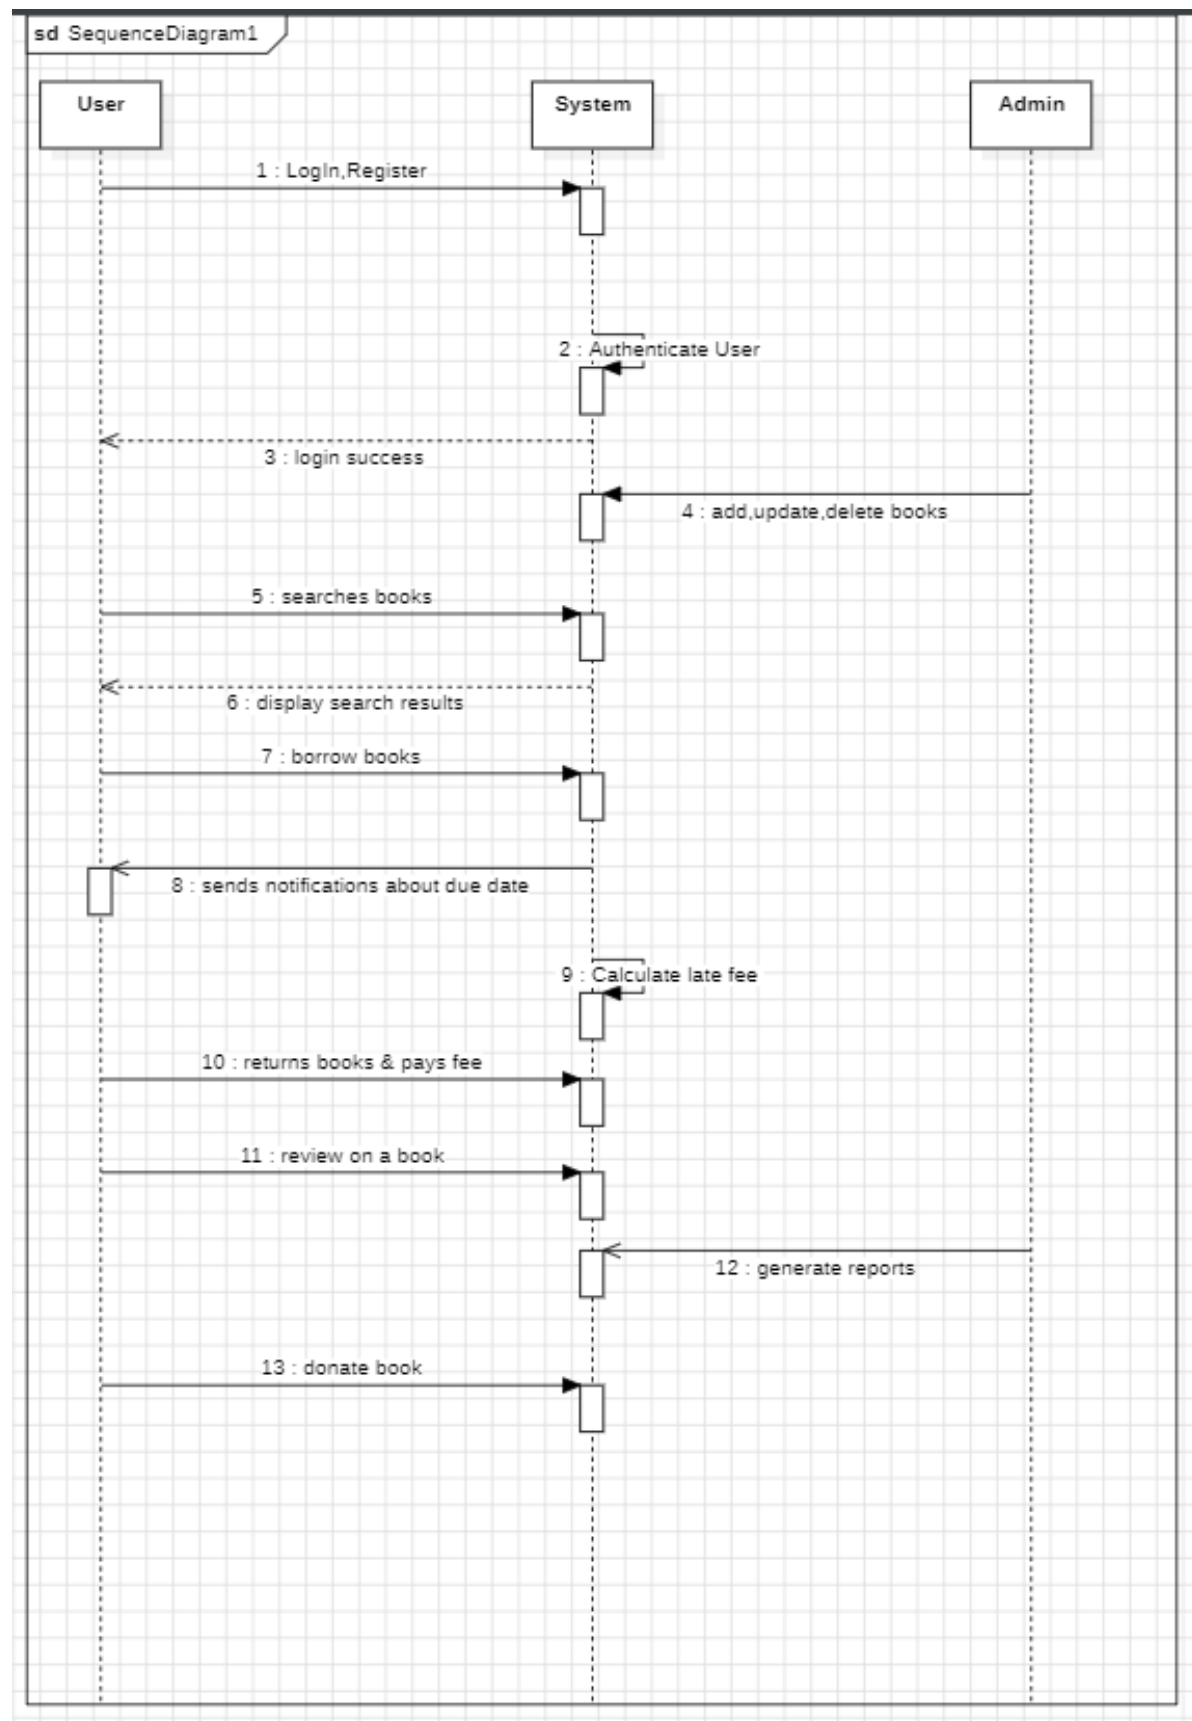 sd SequenceDiagram1
User
System
Admin
1 : LogIn,Register
2 : Authenticate User
3 : login success
4 : add,update,delete books
5 : searches books
6 : display search results
7 : borrow books
8 : sends notifications about due date
9 : Calculate late fee
10 : returns books & pays fee
11 : review on a book
12 : generate reports
13 : donate book